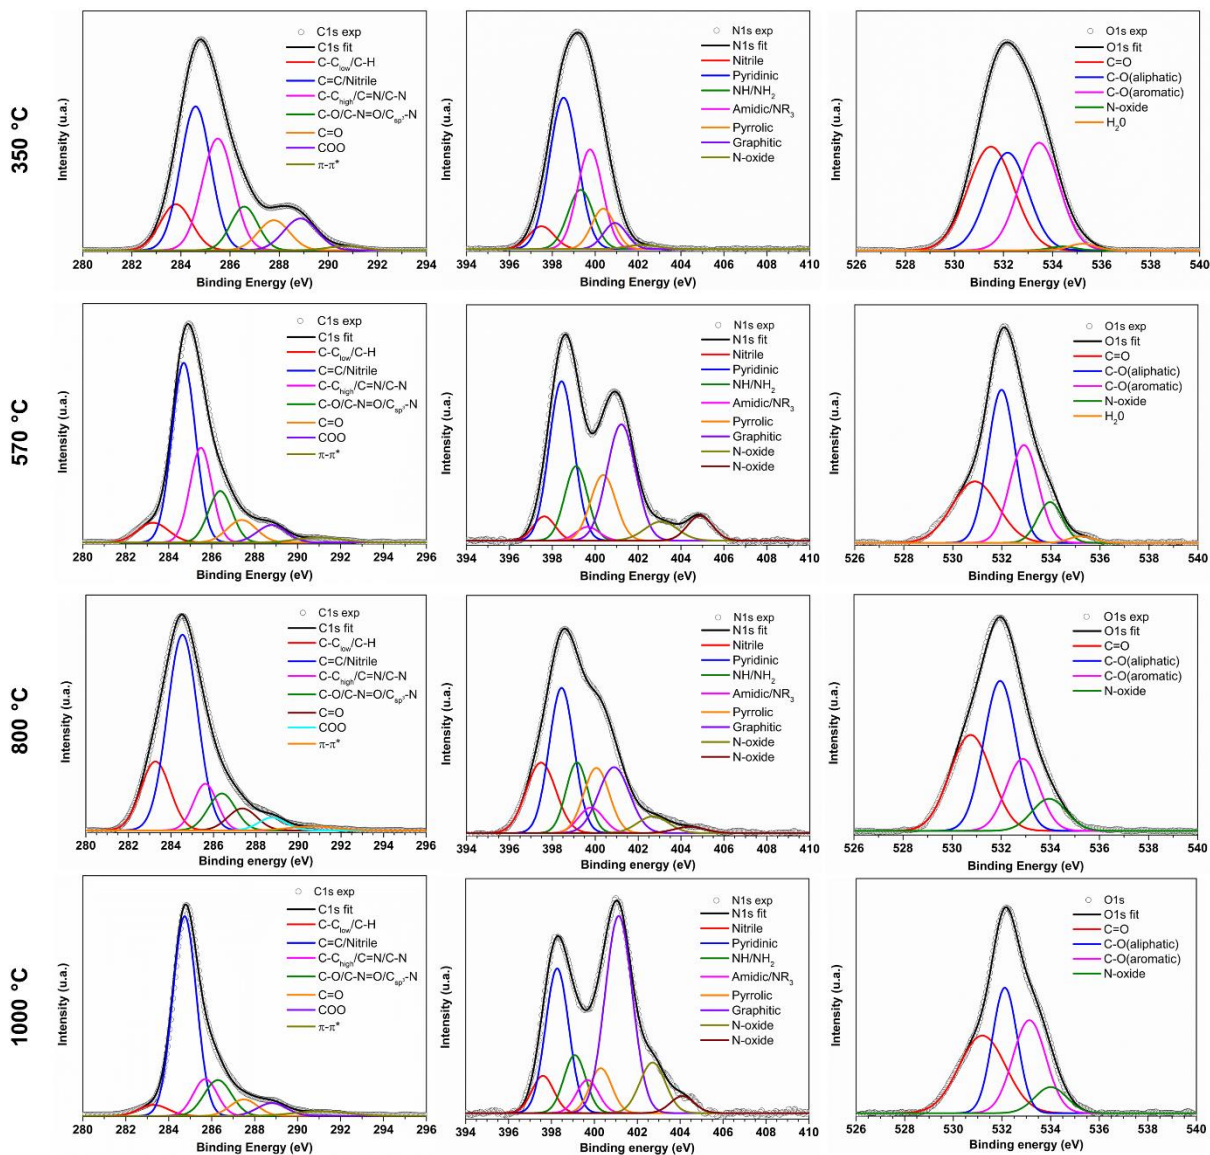 350 °C
Intensity (u.a.)
C1s exp
C1s fit
C-Clow/C-H
C=C/Nitrile
C-Chigh/C=N/C-N
C-O/C-N=O/Csp³-N
C=O
COO
π-π*
280 282 284 286 288 290 292 294
Binding Energy (eV)
Intensity (u.a.)
N1s exp
N1s fit
Nitrile
Pyridinic
NH/NH2
Amidic/NR3
Pyrrolic
Graphitic
N-oxide
394 396 398 400 402 404 406 408 410
Binding Energy (eV)
Intensity (u.a.)
O1s exp
O1s fit
C=O
C-O(aliphatic)
C-O(aromatic)
N-oxide
H20
526 528 530 532 534 536 538 540
Binding Energy (eV)
570 °C
Intensity (u.a.)
C1s exp
C1s fit
C-Clow/C-H
C=C/Nitrile
C-Chigh/C=N/C-N
C-O/C-N=O/Csp³-N
C=O
COO
π-π*
280 282 284 286 288 290 292 294 296
Binding Energy (eV)
Intensity (u.a.)
N1s exp
N1s fit
Nitrile
Pyridinic
NH/NH2
Amidic/NR3
Pyrrolic
Graphitic
N-oxide
N-oxide
394 396 398 400 402 404 406 408 410
Binding Energy (eV)
Intensity (u.a.)
O1s exp
O1s fit
C=O
C-O(aliphatic)
C-O(aromatic)
N-oxide
H20
526 528 530 532 534 536 538 540
Binding Energy (eV)
800 °C
Intensity (u.a.)
C1s exp
C1s fit
C-Clow/C-H
C=C/Nitrile
C-Chigh/C=N/C-N
C-O/C-N=O/Csp³-N
C=O
COO
π-π*
280 282 284 286 288 290 292 294 296
Binding energy (eV)
Intensity (u.a.)
N1s exp
N1s fit
Nitrile
Pyridinic
NH/NH2
Amidic/NR3
Pyrrolic
Graphitic
N-oxide
N-oxide
394 396 398 400 402 404 406 408 410
Binding energy (eV)
Intensity (u.a.)
O1s exp
O1s fit
C=O
C-O(aliphatic)
C-O(aromatic)
N-oxide
526 528 530 532 534 536 538 540
Binding Energy (eV)
1000 °C
Intensity (u.a.)
C1s exp
C1s fit
C-Clow/C-H
C=C/Nitrile
C-Chigh/C=N/C-N
C-O/C-N=O/Csp³-N
C=O
COO
π-π*
280 282 284 286 288 290 292 294 296
Binding Energy (eV)
Intensity (u.a.)
N1s exp
N1s fit
Nitrile
Pyridinic
NH/NH2
Amidic/NR3
Pyrrolic
Graphitic
N-oxide
N-oxide
394 396 398 400 402 404 406 408 410
Binding energy (eV)
Intensity (u.a.)
O1s
O1s fit
C=O
C-O(aliphatic)
C-O(aromatic)
N-oxide
526 528 530 532 534 536 538 540
Binding energy (eV)